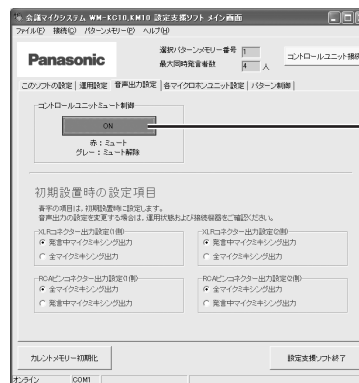 会議マイクシステム WM-KC10,KM10 設定支援ソフト メイン画面
ファイル(F) 接続(C) パターンメモリー(P) ヘルプ(H)
Panasonic
選択パターンメモリー番号 1
最大同時発言者数 4 人
コントロールユニット接続
このソフトの設定 運用設定 音声出力設定 各マイクロホンユニット設定 パターン制御
コントロールユニットミュート制御
ON
赤：ミュート
グレー：ミュート解除
初期設置時の設定項目
青字の項目は、初期設置時に設定します。
音声出力の設定を変更する場合は、運用状態および接続機器をご確認ください。
XLRコネクター出力設定(1側)
発言中マイクミキシング出力
全マイクミキシング出力
XLRコネクター出力設定(2側)
発言中マイクミキシング出力
全マイクミキシング出力
RCAピンコネクター出力設定(1側)
全マイクミキシング出力
発言中マイクミキシング出力
RCAピンコネクター出力設定(2側)
全マイクミキシング出力
発言中マイクミキシング出力
カレントメモリー初期化
設定支援ソフト終了
オンライン COM1